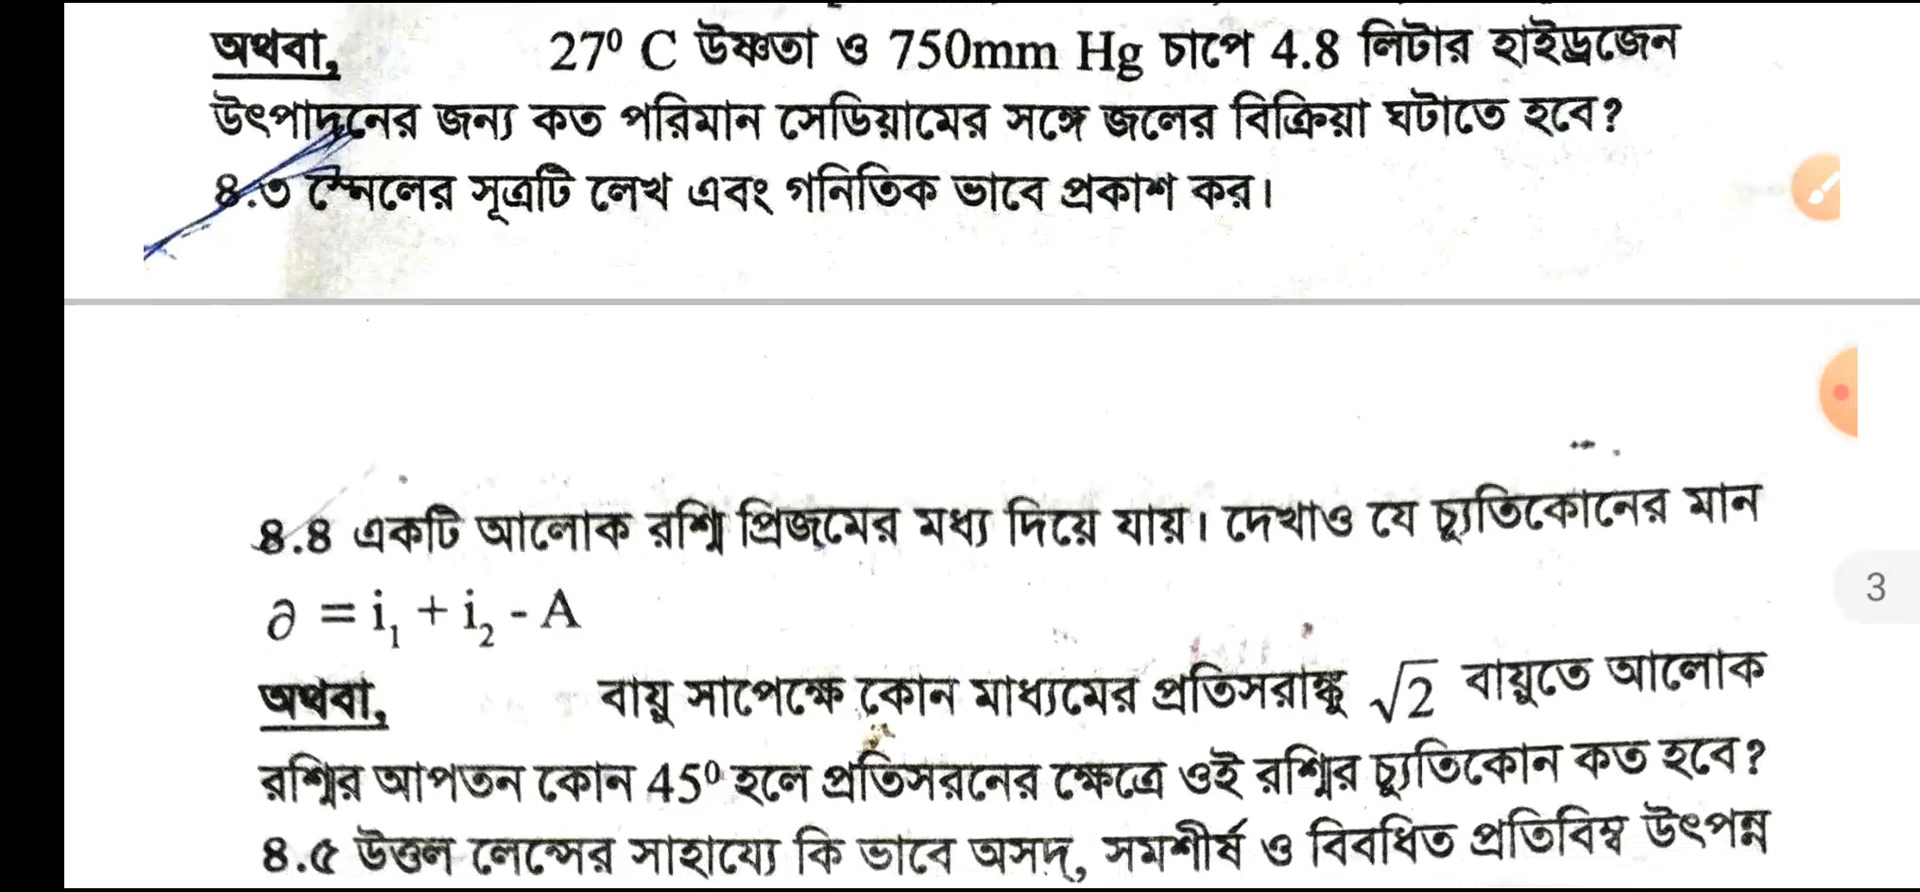 অথবা, 27⁰ C উষ্ণতা ও 750mm Hg চাপে 4.8 লিটার হাইড্রজেন
উৎপাদনের জন্য কত পরিমান সেডিয়ামের সঙ্গে জলের বিক্রিয়া ঘটাতে হবে?
৪.৩ স্নেলের সূত্রটি লেখ এবং গনিতিক ভাবে প্রকাশ কর।
৪.৪ একটি আলোক রশ্মি প্রিজমের মধ্য দিয়ে যায়। দেখাও যে চ্যুতিকোনের মান
∂ = i₁ + i₂ - A
3
অথবা, বায়ু সাপেক্ষে কোন মাধ্যমের প্রতিসরাঙ্ক √2 বায়ুতে আলোক
রশ্মির আপতন কোন 45⁰ হলে প্রতিসরনের ক্ষেত্রে ওই রশ্মির চ্যুতিকোন কত হবে?
৪.৫ উত্তল লেন্সের সাহায্যে কি ভাবে অসদ্, সমশীর্ষ ও বিবধিত প্রতিবিম্ব উৎপন্ন